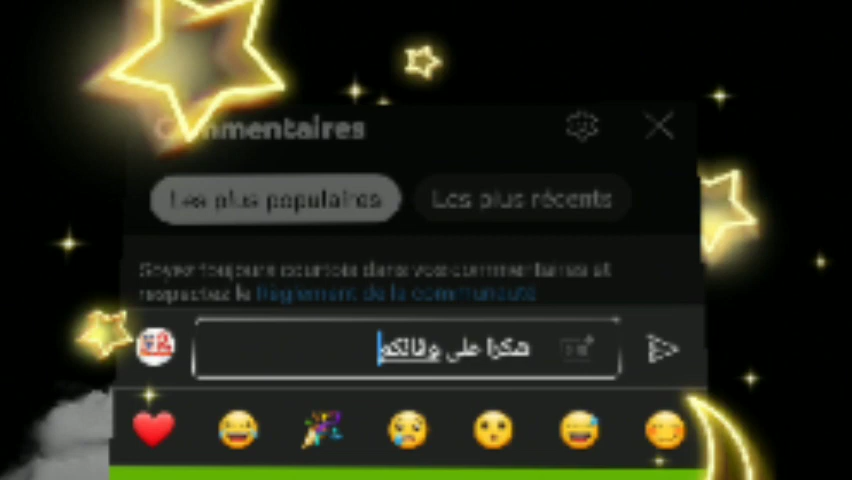 Commentaires
Les plus populaires Les plus récents
Soyez toujours courtois dans vos commentaires et
respectez le Règlement de la communauté
شكرا على وفائكم